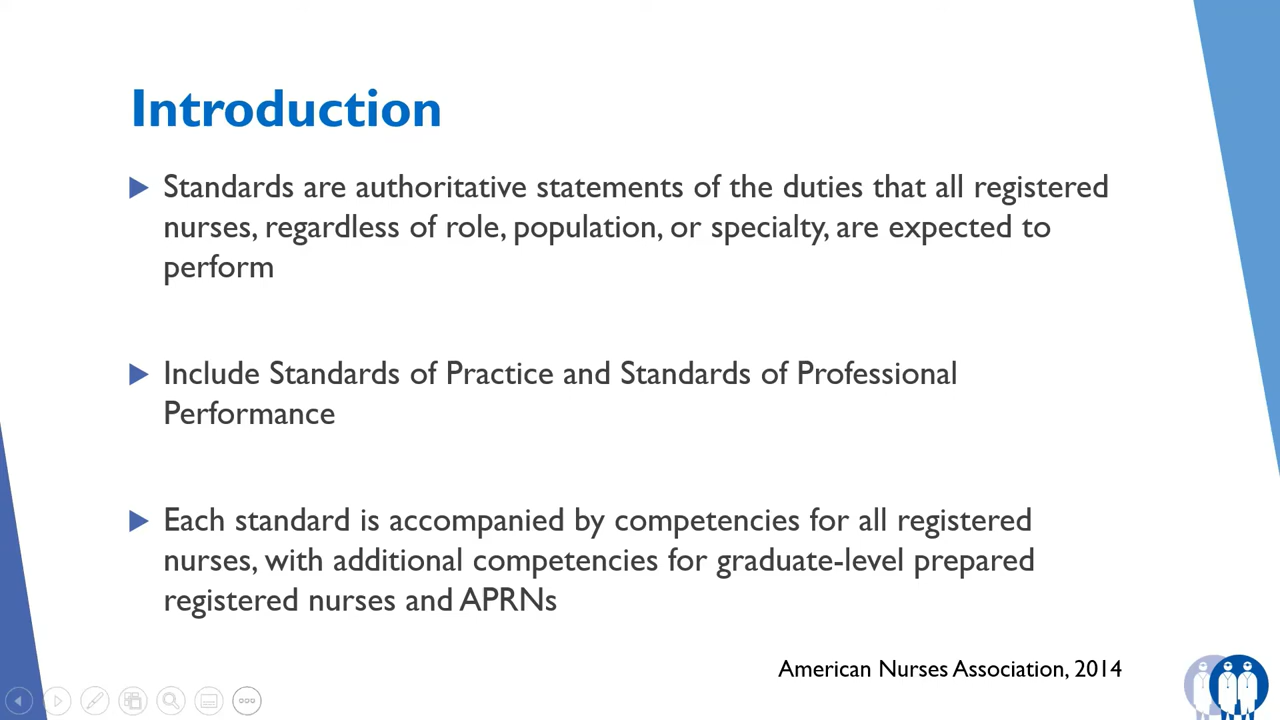 Introduction
Standards are authoritative statements of the duties that all registered
nurses, regardless of role, population, or specialty, are expected to
perform
Include Standards of Practice and Standards of Professional
Performance
Each standard is accompanied by competencies for all registered
nurses, with additional competencies for graduate-level prepared
registered nurses and APRNs
American Nurses Association, 2014